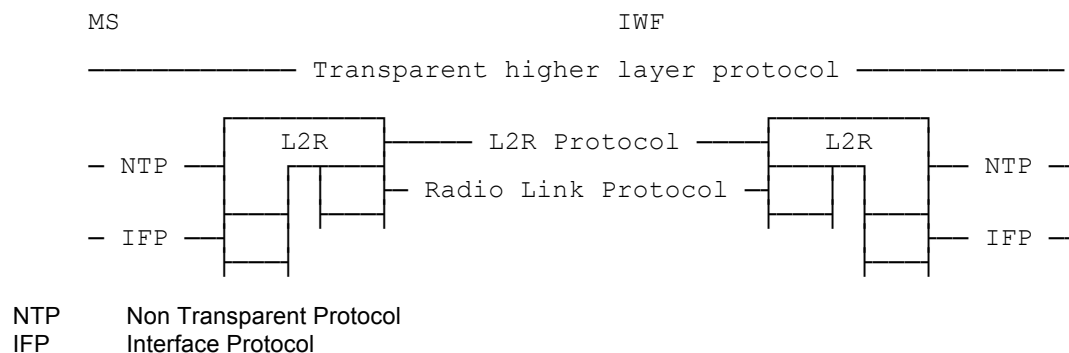 MS IWF
Transparent higher layer protocol
L2R L2R Protocol L2R
NTP NTP
Radio Link Protocol
IFP IFP
NTP Non Transparent Protocol
IFP Interface Protocol